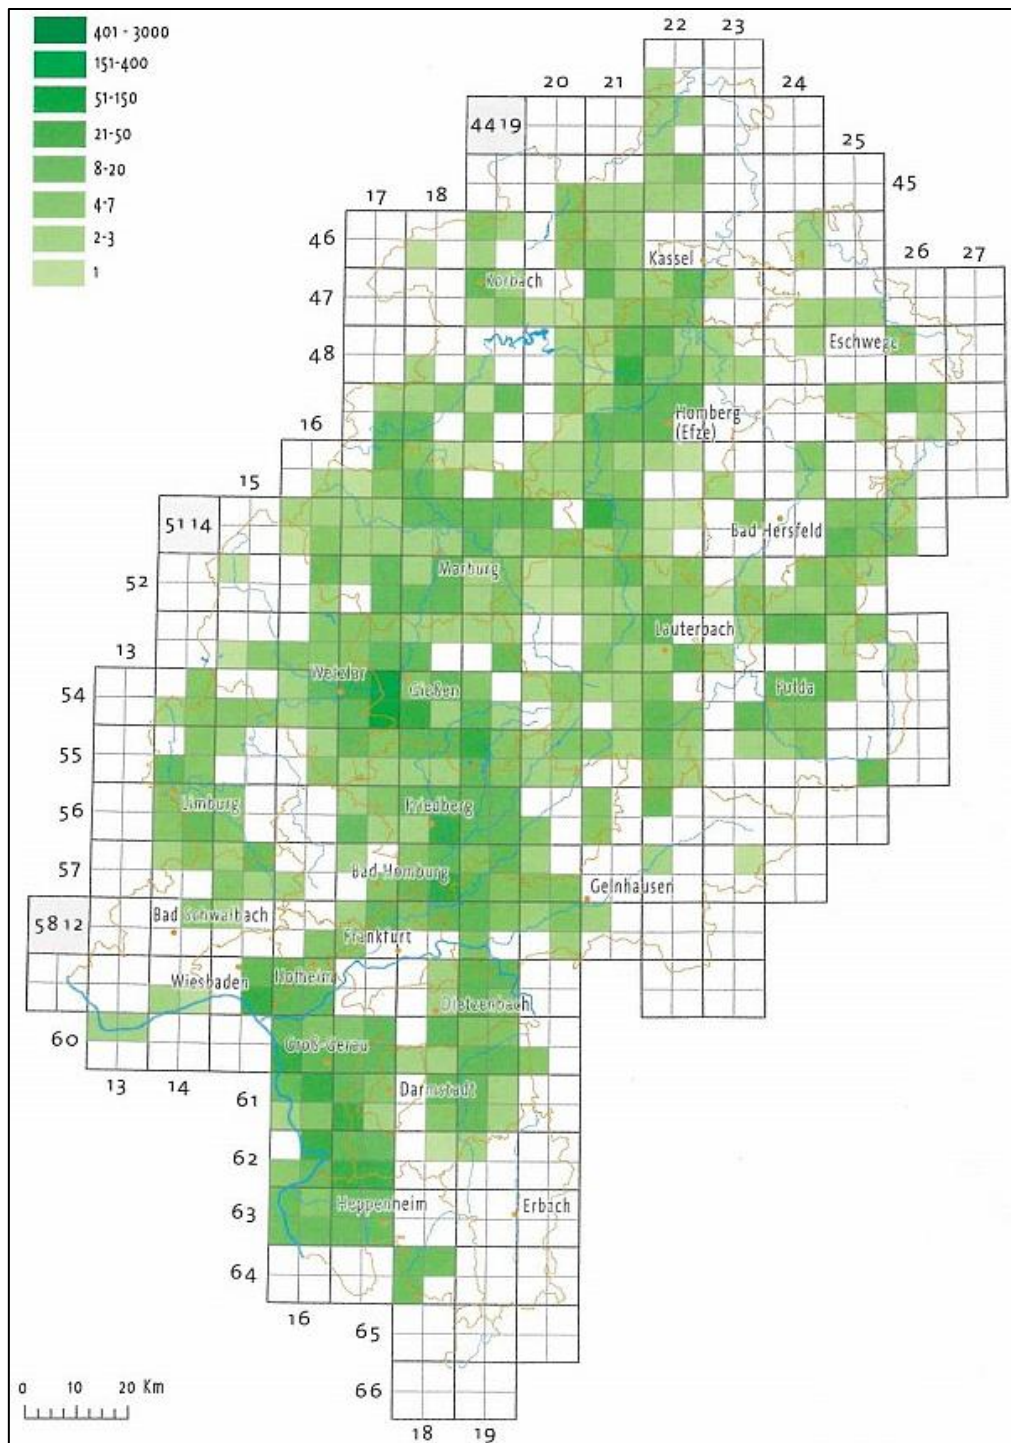 401 - 3000
151-400
51-150
21-50
8-20
4-7
2-3
1
22 23
20 21 24
4419
25
17 18 45
46 26 27
Kassel
Korbach
47
Eschwege
48
Homberg
(Efze)
16
15
5114
Bad Hersfeld
Marburg
52
Lauterbach
13
Wetzlar
Gießen
Fulda
54
55
Limburg
Friedberg
56
57
Bad Homburg
Gelnhausen
5812
Bad Schwalbach
Frankfurt
Wiesbaden
Hofheim
Dietzenbach
60
Groß-Gerau
13 14
61
Darmstadt
62
63
Heppenheim
Erbach
64
16
65
0 10 20 Km
66
18 19